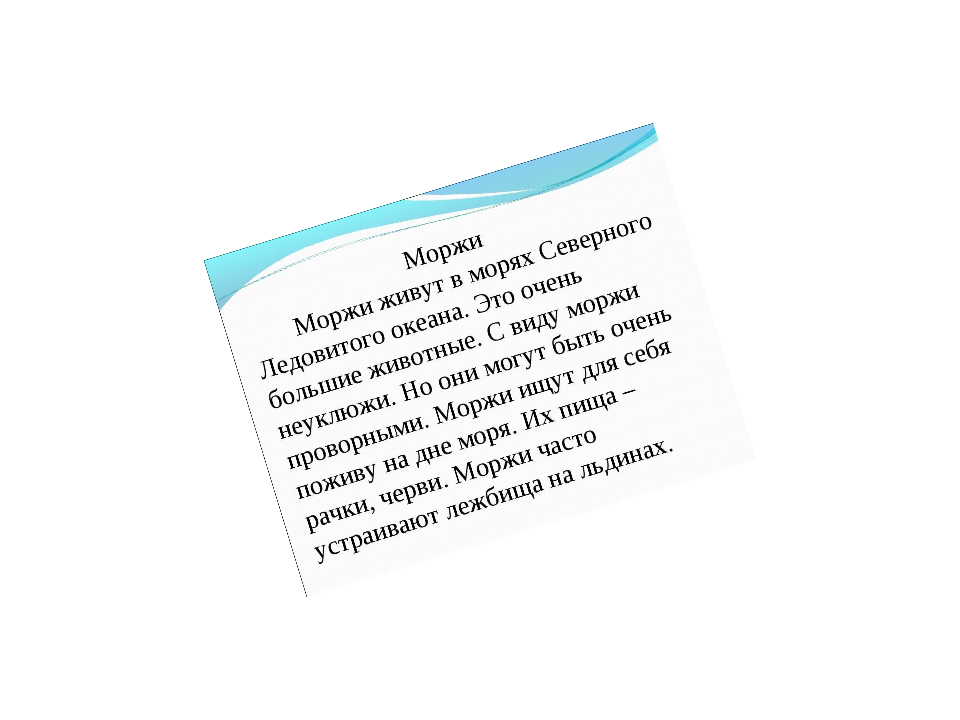 Моржи
Моржи живут в морях Северного
Ледовитого океана. Это очень
большие животные. С виду моржи
неуклюжи. Но они могут быть очень
проворными. Моржи ищут для себя
поживу на дне моря. Их пища –
рачки, черви. Моржи часто
устраивают лежбища на льдинах.